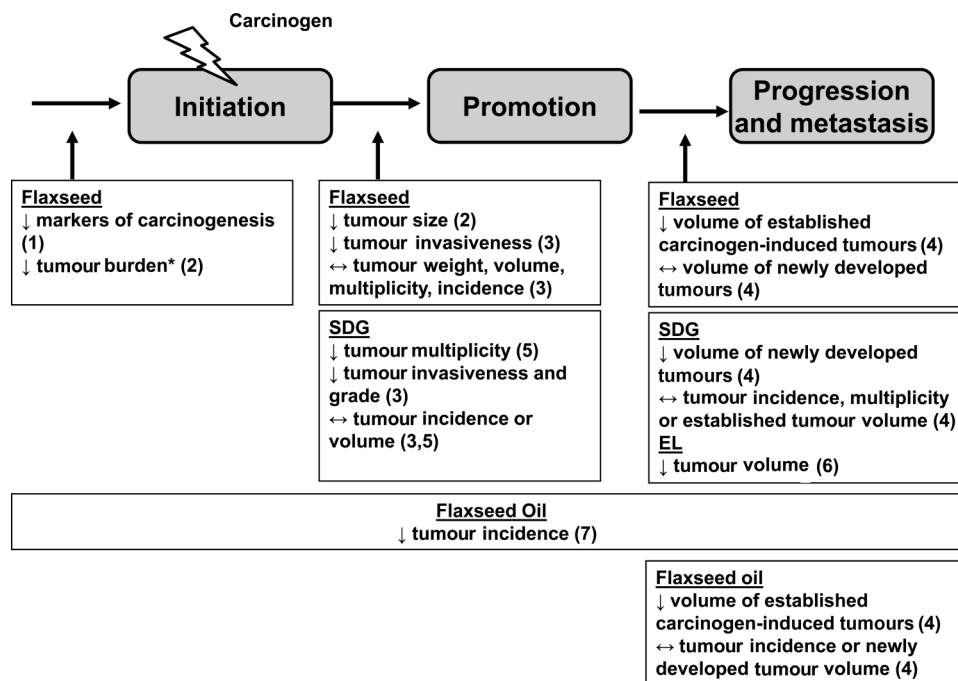 Carcinogen
Initiation
Promotion
Progression
and metastasis
Flaxseed
↓ markers of carcinogenesis
(1)
↓ tumour burden* (2)
Flaxseed
↓ tumour size (2)
↓ tumour invasiveness (3)
↔ tumour weight, volume,
multiplicity, incidence (3)
SDG
↓ tumour multiplicity (5)
↓ tumour invasiveness and
grade (3)
↔ tumour incidence or
volume (3,5)
Flaxseed
↓ volume of established
carcinogen-induced tumours (4)
↔ volume of newly developed
tumours (4)
SDG
↓ volume of newly developed
tumours (4)
↔ tumour incidence, multiplicity
or established tumour volume (4)
EL
↓ tumour volume (6)
Flaxseed Oil
↓ tumour incidence (7)
Flaxseed oil
↓ volume of established
carcinogen-induced tumours (4)
↔ tumour incidence or newly
developed tumour volume (4)